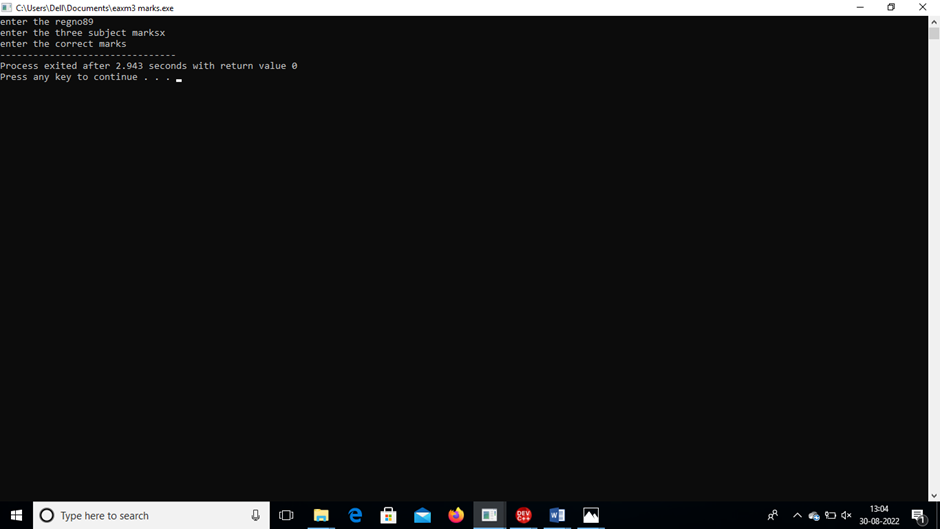 C:\Users\Dell\Documents\eaxm3 marks.exe
enter the regno89
enter the three subject marksx
enter the correct marks
--------------------------------
Process exited after 2.943 seconds with return value 0
Press any key to continue . . .
Type here to search
DEV C++
13:04
30-08-2022
1